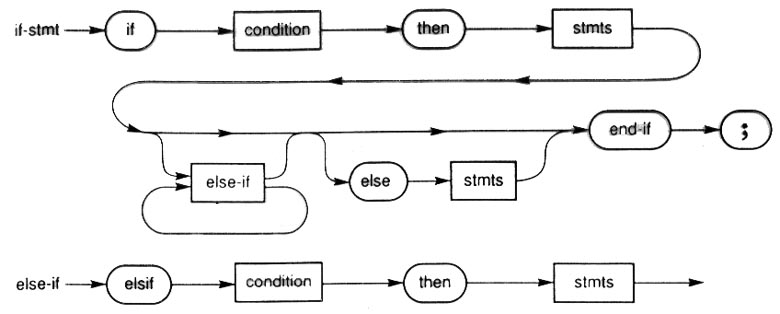 if-stmt if condition then stmts
else-if else stmts end-if ;
else-if elsif condition then stmts